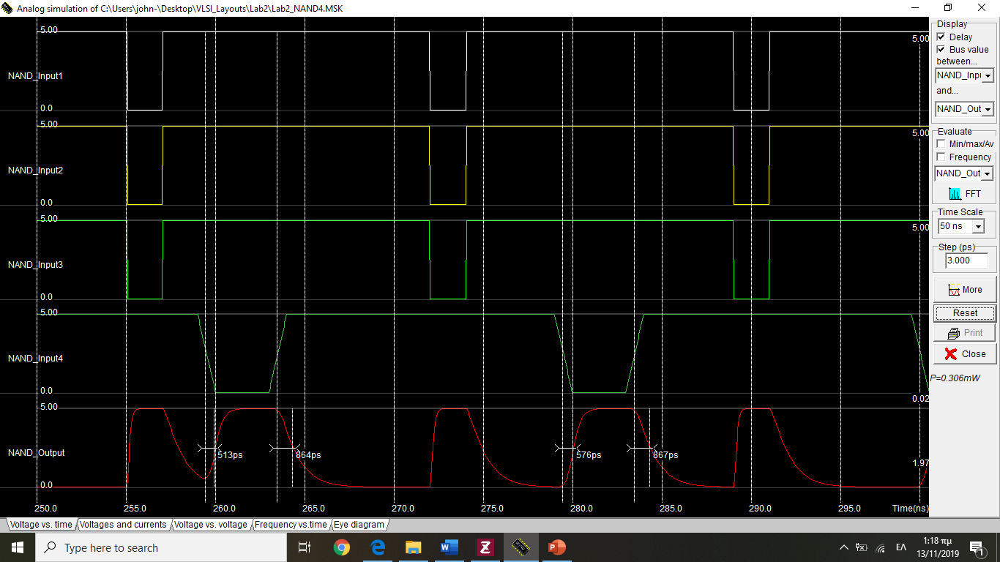 Analog simulation of C:\Users\john-\Desktop\VLSI_Layouts\Lab2\Lab2_NAND4.MSK
5.00
5.00
NAND_Input1
0.0
5.00
5.00
NAND_Input2
0.0
5.00
5.00
NAND_Input3
0.0
5.00
NAND_Input4
0.0
0.02
5.00
NAND_Output
513ps
864ps
576ps
867ps
1.97
0.0
250.0 255.0 260.0 265.0 270.0 275.0 280.0 285.0 290.0 295.0 Time(ns)
Display
Delay
Bus value
between...
NAND_Inpu
and...
NAND_Out
Evaluate
Min/max/Av
Frequency
NAND_Out
FFT
Time Scale
50 ns
Step (ps)
3.000
More
Reset
Print
Close
P=0.306mW
Voltage vs. time Voltages and currents Voltage vs. voltage Frequency vs.time Eye diagram
Type here to search
W
Z
P
ΕΛ
1:18 πμ
13/11/2019
1